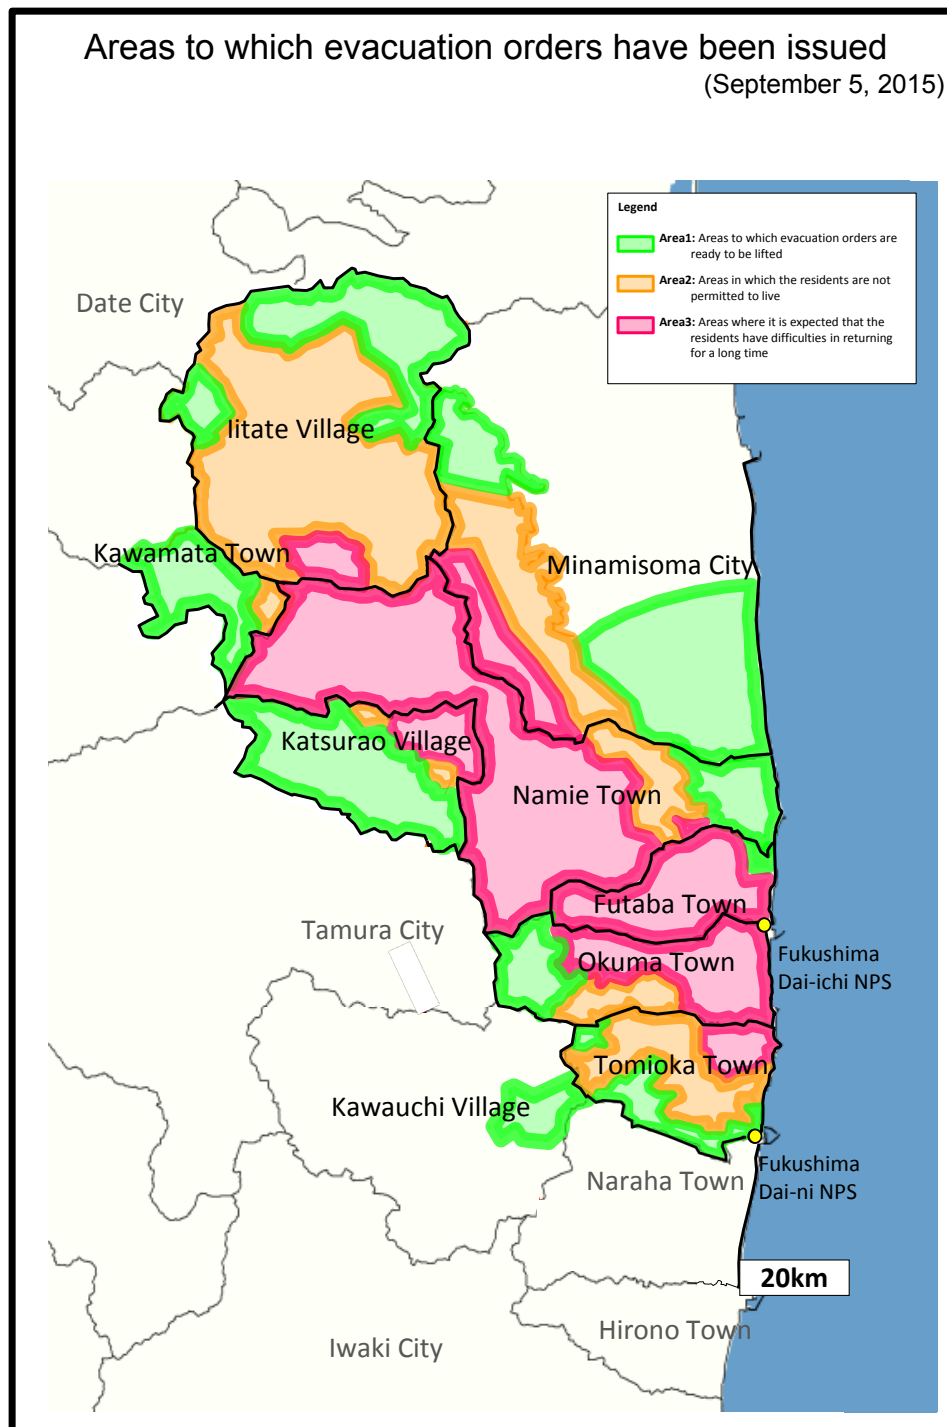 Areas to which evacuation orders have been issued
(September 5, 2015)
Legend
Area1: Areas to which evacuation orders are
ready to be lifted
Area2: Areas in which the residents are not
permitted to live
Area3: Areas where it is expected that the
residents have difficulties in returning
for a long time
Date City
Iitate Village
Kawamata Town
Minamisoma City
Katsurao Village
Namie Town
Futaba Town
Tamura City
Okuma Town
Fukushima
Dai-ichi NPS
Tomioka Town
Kawauchi Village
Fukushima
Dai-ni NPS
Naraha Town
20km
Hirono Town
Iwaki City